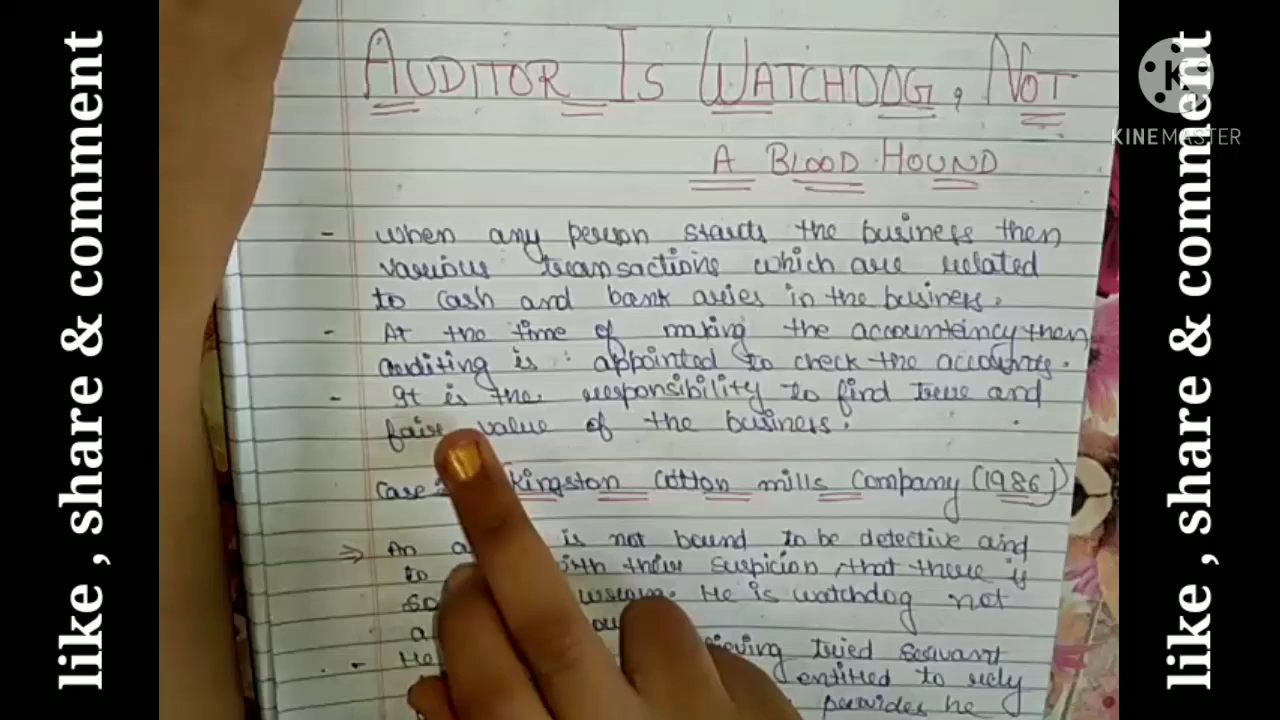 AUDITOR IS WATCHDOG, NOT
A BLOOD HOUND
- When any person starts the business then
various transactions which are related
to cash and bank aries in the business.
- At the time of making the accountancy then
auditing is appointed to check the accounts.
- It is the responsibility to find true and
fair value of the business.
Case Kingston Cotton mills Company (1986)
⇒ An is not bound to be detective and
to with their suspicion, that there is
wrong. He is watchdog not
a
- He tried servant
entitled to rely
he
like , share & comment
like , share & comment
K
KINEMASTER